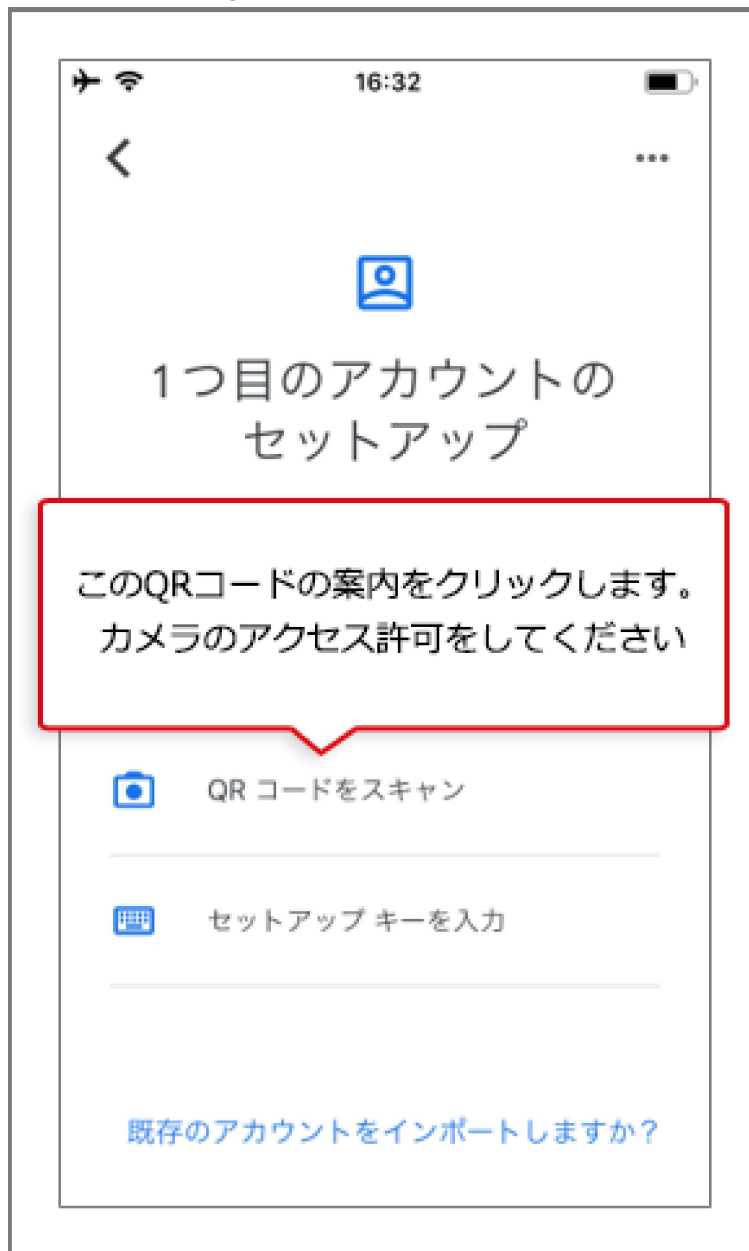 16:32
1つ目のアカウントの
セットアップ
このQRコードの案内をクリックします。
カメラのアクセス許可をしてください
QR コードをスキャン
セットアップ キーを入力
既存のアカウントをインポートしますか？